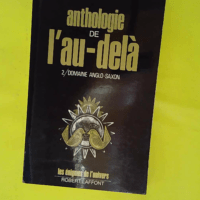 anthologie
DE
l'au-delà
2/DOMAINE ANGLO-SAXON
les énigmes de l'univers
ROBERT LAFFONT